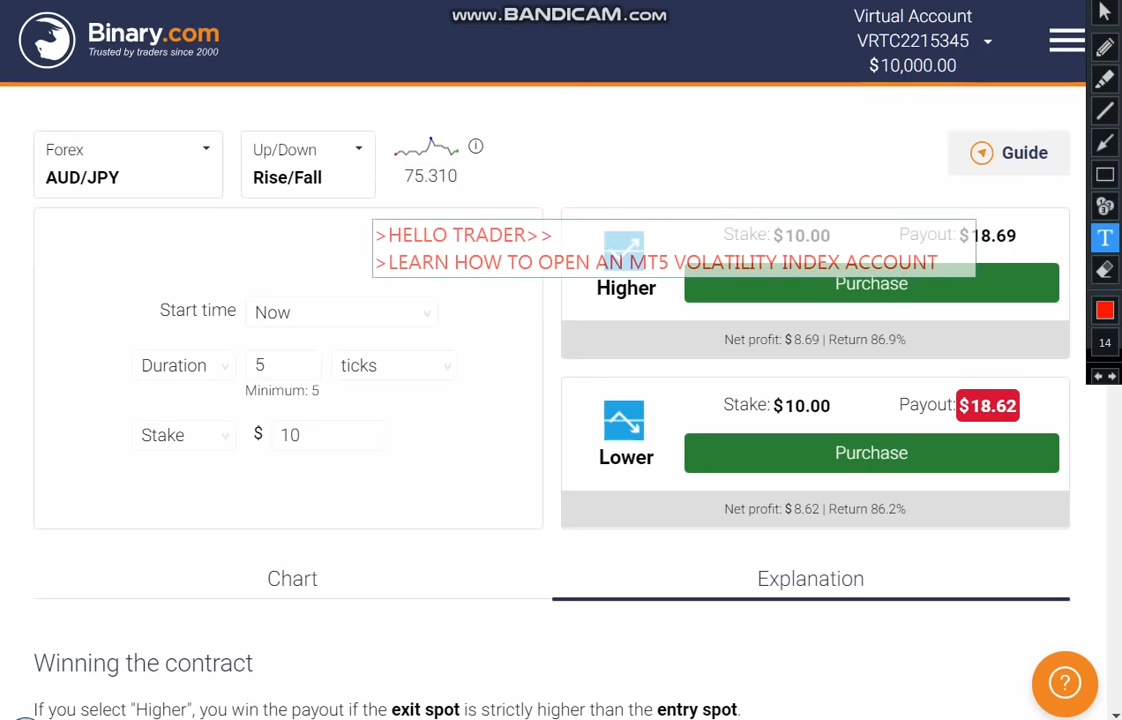 www.BANDICAM.com
Binary.com
Trusted by traders since 2000
Virtual Account
VRTC2215345
$10,000.00
Forex
AUD/JPY
Up/Down
Rise/Fall
75.310
Guide
>HELLO TRADER>>
>LEARN HOW TO OPEN AN MT5 VOLATILITY INDEX ACCOUNT
Start time Now
Duration 5 ticks
Minimum: 5
Stake $ 10
Stake: $10.00 Payout: $18.69
Higher
Purchase
Net profit: $8.69 | Return 86.9%
Stake: $10.00 Payout: $18.62
Lower
Purchase
Net profit: $8.62 | Return 86.2%
Chart
Explanation
Winning the contract
If you select "Higher", you win the payout if the exit spot is strictly higher than the entry spot.
T
14
?